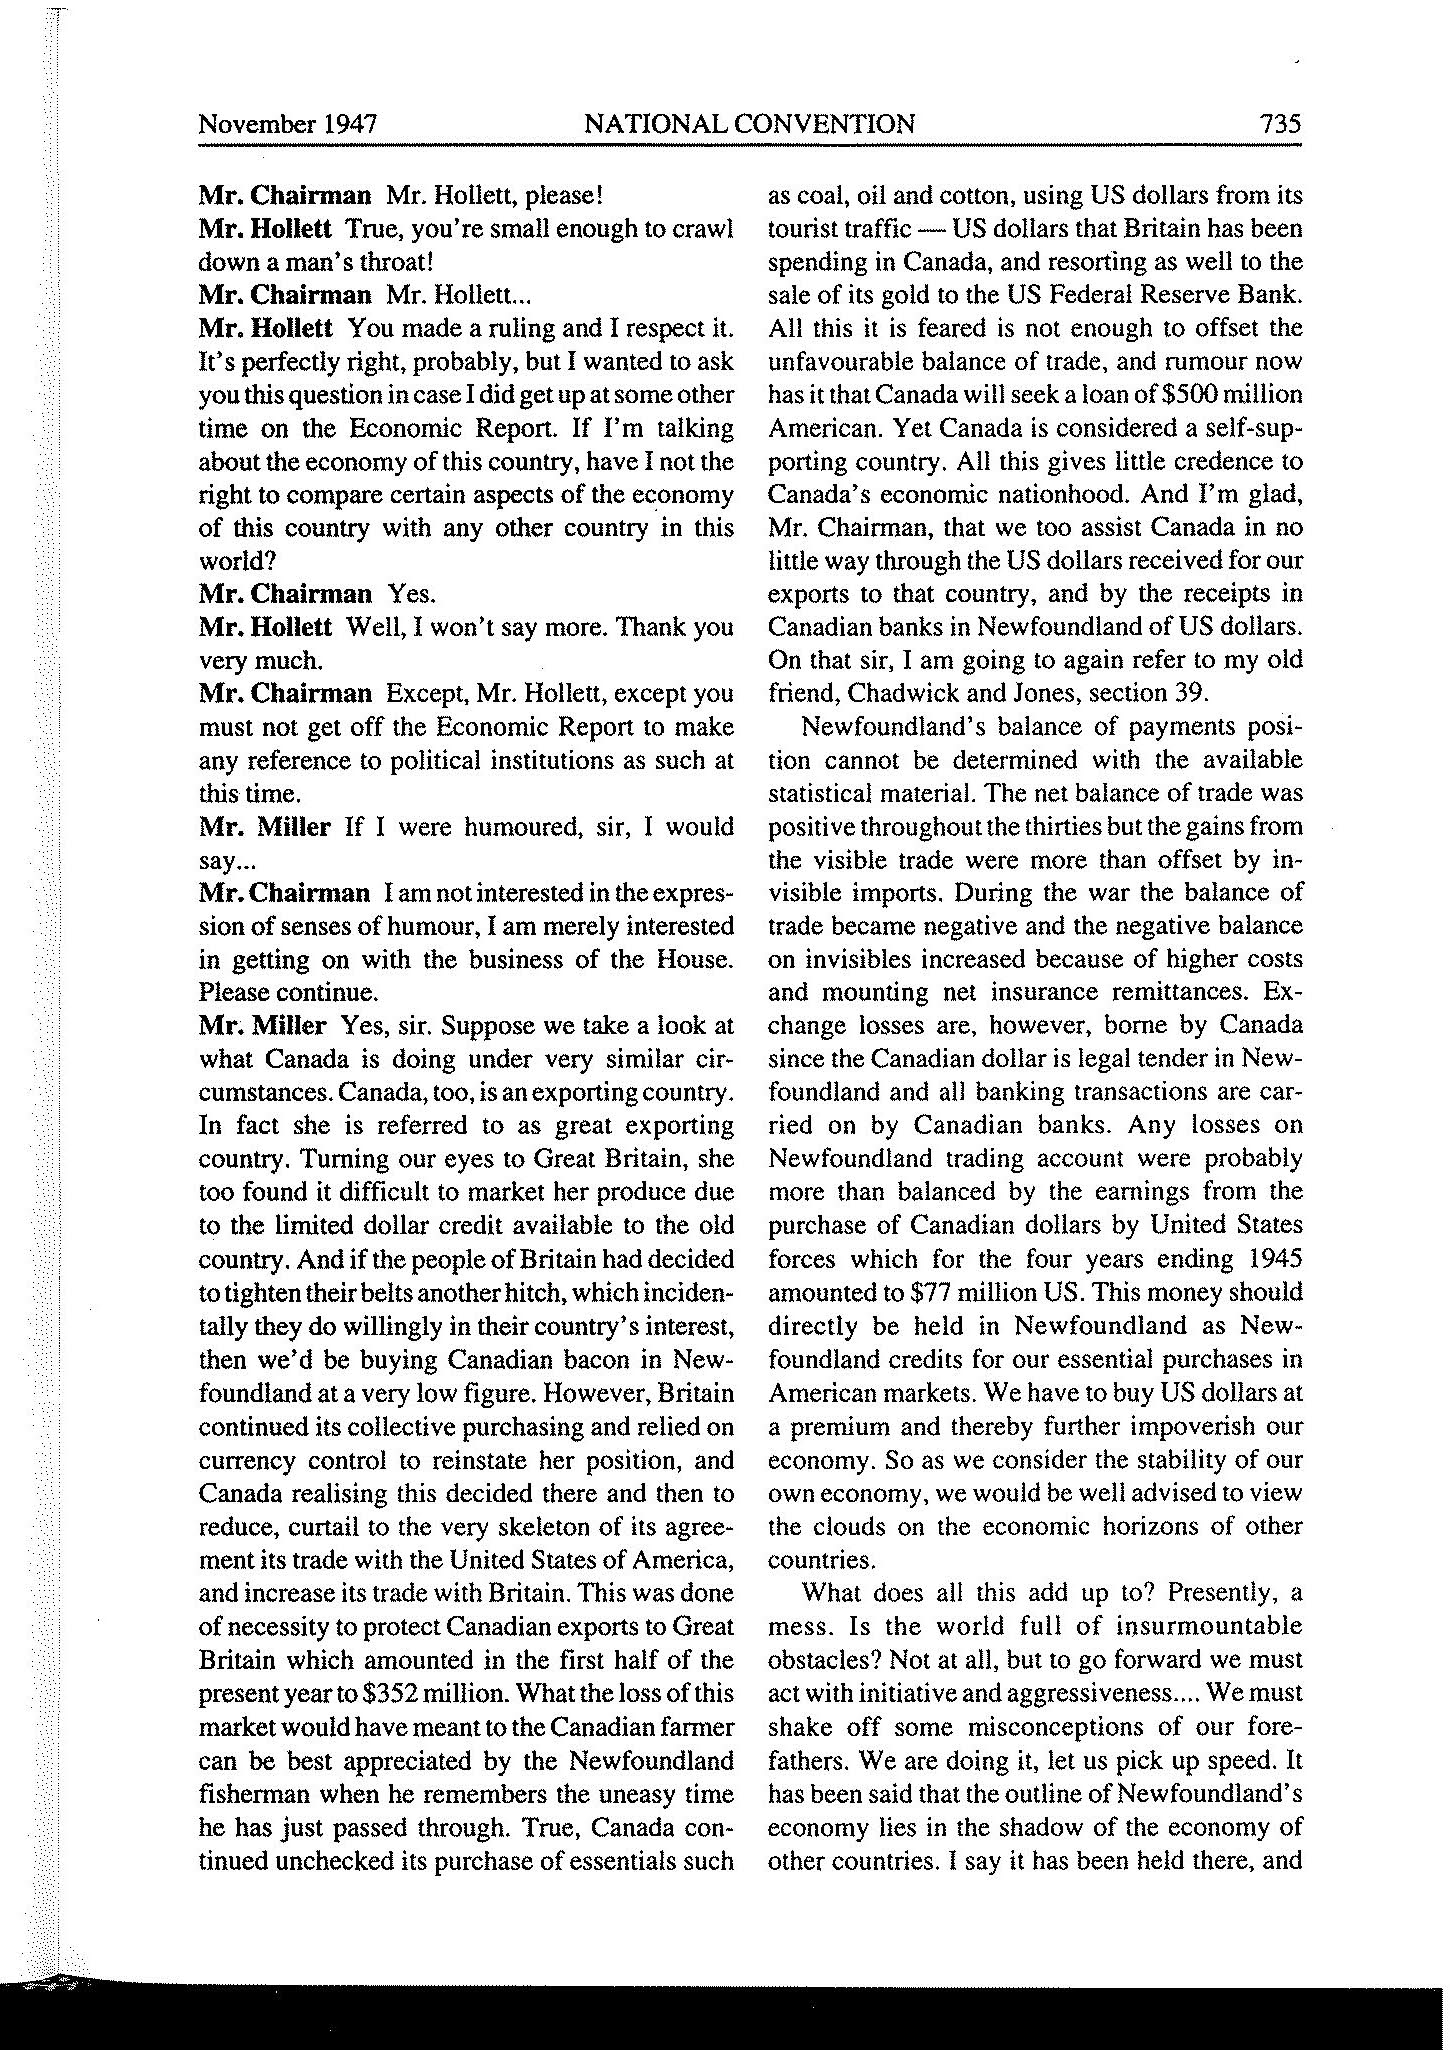 November 1947 NATIONAL CONVENTION 735
Mr. Chairman Mr. Hollett, please!
Mr. Hollett True, you're small enough to crawl
down a man's throat!
Mr. Chairman Mr. Hollett...
Mr. Hollett You made a ruling and I respect it.
It's perfectly right, probably, but I wanted to ask
you this question in case I did get up at some other
time on the Economic Report. If I'm talking
about the economy of this country, have I not the
right to compare certain aspects of the economy
of this country with any other country in this
world?
Mr. Chairman Yes.
Mr. Hollett Well, I won't say more. Thank you
very much.
Mr. Chairman Except, Mr. Hollett, except you
must not get off the Economic Report to make
any reference to political institutions as such at
this time.
Mr. Miller If I were humoured, sir, I would
say...
Mr. Chairman I am not interested in the expres-
sion of senses of humour, I am merely interested
in getting on with the business of the House.
Please continue.
Mr. Miller Yes, sir. Suppose we take a look at
what Canada is doing under very similar cir-
cumstances. Canada, too, is an exporting country.
In fact she is referred to as great exporting
country. Turning our eyes to Great Britain, she
too found it difficult to market her produce due
to the limited dollar credit available to the old
country. And if the people of Britain had decided
to tighten their belts another hitch, which inciden-
tally they do willingly in their country's interest,
then we'd be buying Canadian bacon in New-
foundland at a very low figure. However, Britain
continued its collective purchasing and relied on
currency control to reinstate her position, and
Canada realising this decided there and then to
reduce, curtail to the very skeleton of its agree-
ment its trade with the United States of America,
and increase its trade with Britain. This was done
of necessity to protect Canadian exports to Great
Britain which amounted in the first half of the
present year to $352 million. What the loss of this
market would have meant to the Canadian farmer
can be best appreciated by the Newfoundland
fisherman when he remembers the uneasy time
he has just passed through. True, Canada con-
tinued unchecked its purchase of essentials such
as coal, oil and cotton, using US dollars from its
tourist traffic — US dollars that Britain has been
spending in Canada, and resorting as well to the
sale of its gold to the US Federal Reserve Bank.
All this it is feared is not enough to offset the
unfavourable balance of trade, and rumour now
has it that Canada will seek a loan of $500 million
American. Yet Canada is considered a self-sup-
porting country. All this gives little credence to
Canada's economic nationhood. And I'm glad,
Mr. Chairman, that we too assist Canada in no
little way through the US dollars received for our
exports to that country, and by the receipts in
Canadian banks in Newfoundland of US dollars.
On that sir, I am going to again refer to my old
friend, Chadwick and Jones, section 39.
Newfoundland's balance of payments posi-
tion cannot be determined with the available
statistical material. The net balance of trade was
positive throughout the thirties but the gains from
the visible trade were more than offset by in-
visible imports. During the war the balance of
trade became negative and the negative balance
on invisibles increased because of higher costs
and mounting net insurance remittances. Ex-
change losses are, however, borne by Canada
since the Canadian dollar is legal tender in New-
foundland and all banking transactions are car-
ried on by Canadian banks. Any losses on
Newfoundland trading account were probably
more than balanced by the earnings from the
purchase of Canadian dollars by United States
forces which for the four years ending 1945
amounted to $77 million US. This money should
directly be held in Newfoundland as New-
foundland credits for our essential purchases in
American markets. We have to buy US dollars at
a premium and thereby further impoverish our
economy. So as we consider the stability of our
own economy, we would be well advised to view
the clouds on the economic horizons of other
countries.
What does all this add up to? Presently, a
mess. Is the world full of insurmountable
obstacles? Not at all, but to go forward we must
act with initiative and aggressiveness.... We must
shake off some misconceptions of our fore-
fathers. We are doing it, let us pick up speed. It
has been said that the outline of Newfoundland's
economy lies in the shadow of the economy of
other countries. I say it has been held there, and